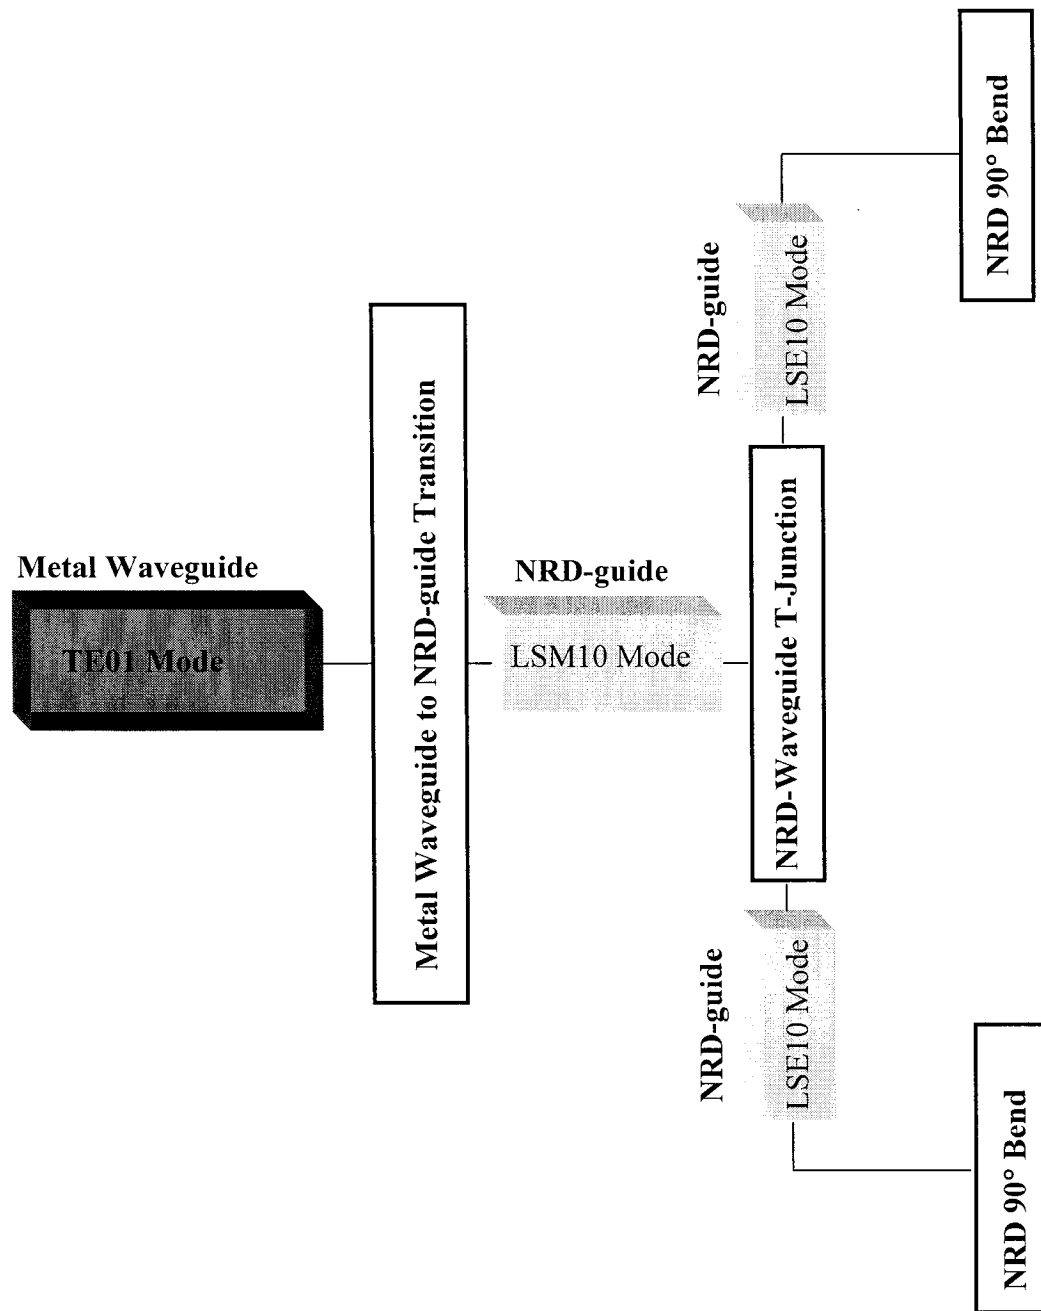 Metal Waveguide
TE01 Mode
Metal Waveguide to NRD-guide Transition
NRD-guide
LSM10 Mode
NRD-Waveguide T-Junction
NRD-guide
LSE10 Mode
NRD-guide
LSE10 Mode
NRD 90° Bend
NRD 90° Bend